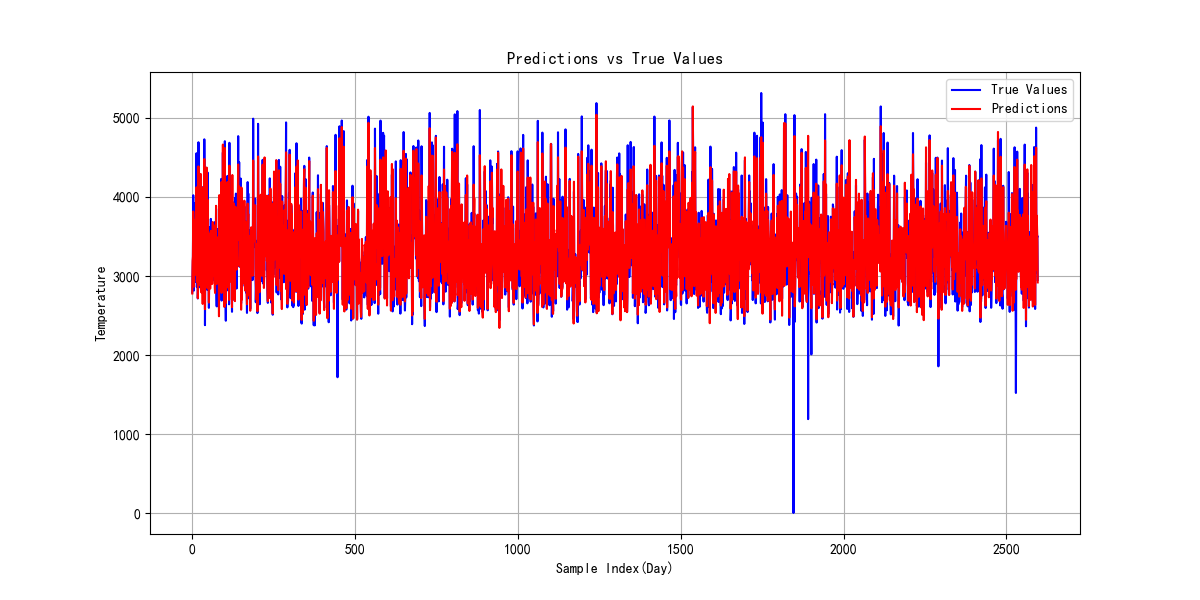 Predictions vs True Values
True Values
Predictions
5000
4000
3000
2000
1000
0
Temperature
0 500 1000 1500 2000 2500
Sample Index(Day)